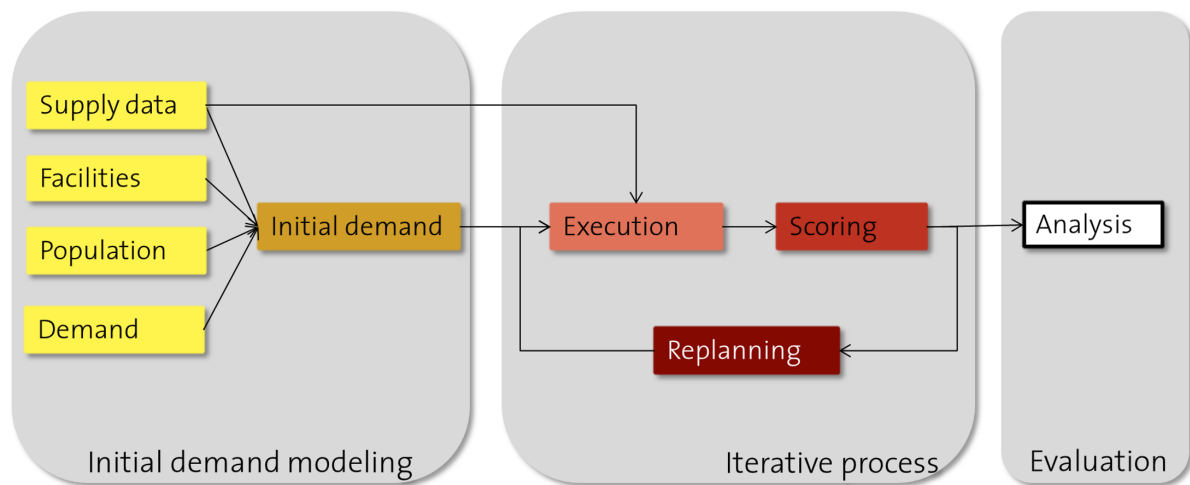 Supply data
Facilities
Population
Demand
Initial demand
Execution
Scoring
Replanning
Analysis
Initial demand modeling
Iterative process
Evaluation